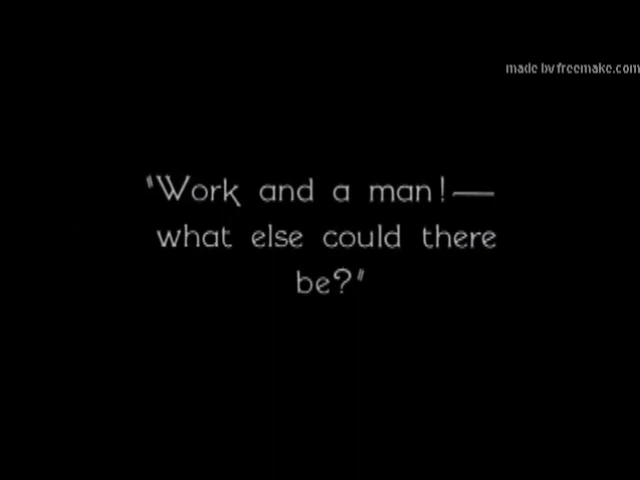 made by freemake.com
"Work and a man!—
what else could there
be?"